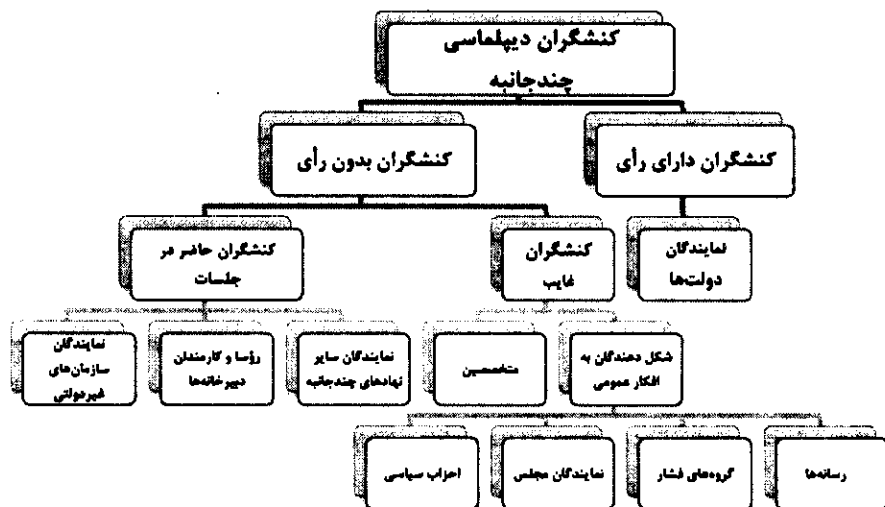 کنشگران دیپلماسی
چندجانبه
کنشگران دارای رأی
کنشگران بدون رأی
نمایندگان
دولت‌ها
کنشگران
غایب
کنشگران حاضر در
جلسات
شکل دهندگان به
افکار عمومی
متخصصین
نمایندگان سایر
نهادهای چندجانبه
رؤسا و کارمندان
دبیرخانه‌ها
نمایندگان
سازمان‌های
غیردولتی
رسانه‌ها
گروه‌های فشار
نمایندگان مجلس
احزاب سیاسی